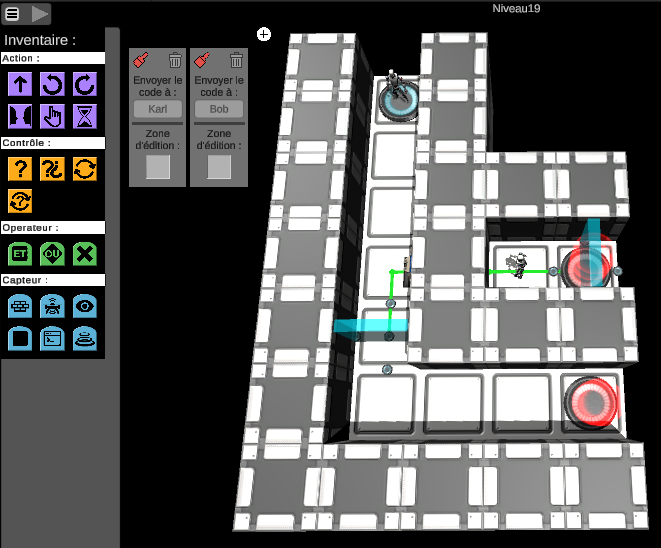 Niveau19
Inventaire :
Action :
Contrôle :
?
?
?
Operateur :
ET
OU
Capteur :
Envoyer le
code à :
Karl
Zone
d'édition :
Envoyer le
code à :
Bob
Zone
d'édition :